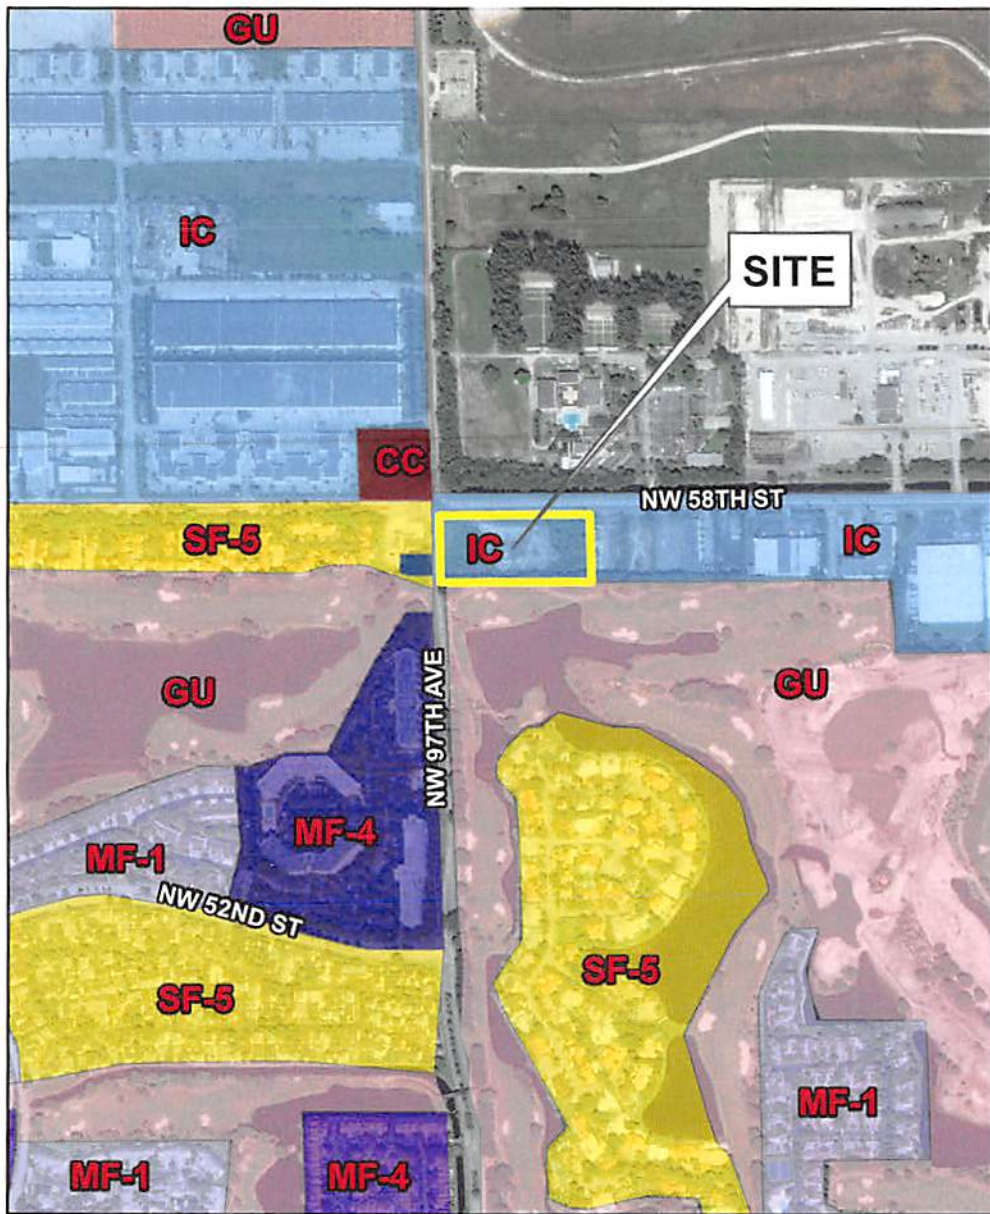 GU
IC
SITE
CC
NW 58TH ST
SF-5
IC
IC
GU
GU
NW 97TH AVE
MF-4
MF-1
NW 52ND ST
SF-5
SF-5
MF-1
MF-1
MF-4